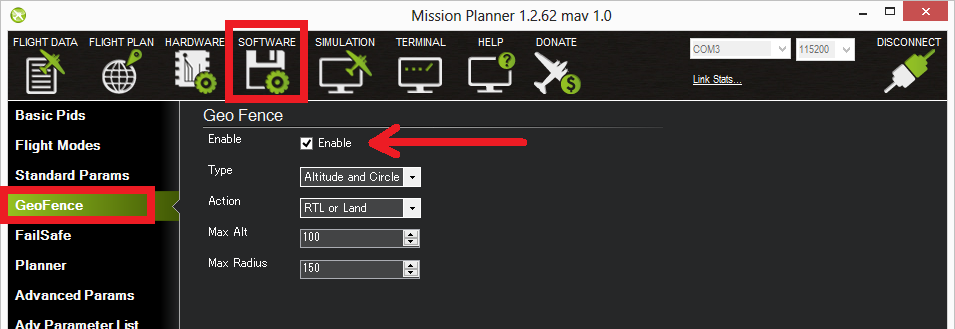 Mission Planner 1.2.62 mav 1.0
FLIGHT DATA FLIGHT PLAN HARDWARE SOFTWARE SIMULATION TERMINAL HELP DONATE COM3 115200 DISCONNECT
Link Stats...
Basic Pids
Flight Modes
Standard Params
GeoFence
FailSafe
Planner
Advanced Params
Adv Parameter List
Geo Fence
Enable Enable
Type Altitude and Circle
Action RTL or Land
Max Alt 100
Max Radius 150